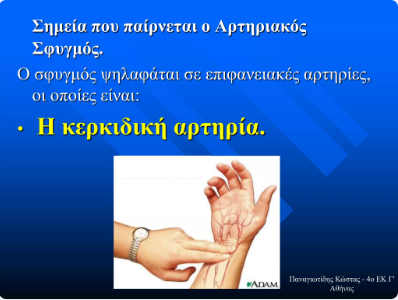 Σημεία που παίρνεται ο Αρτηριακός
Σφυγμός.
Ο σφυγμός ψηλαφάται σε επιφανειακές αρτηρίες,
οι οποίες είναι:
• Η κερκιδική αρτηρία.
ADAM
Παναγιωτίδης Κώστας - 4ο ΕΚ Γ'
Αθήνας